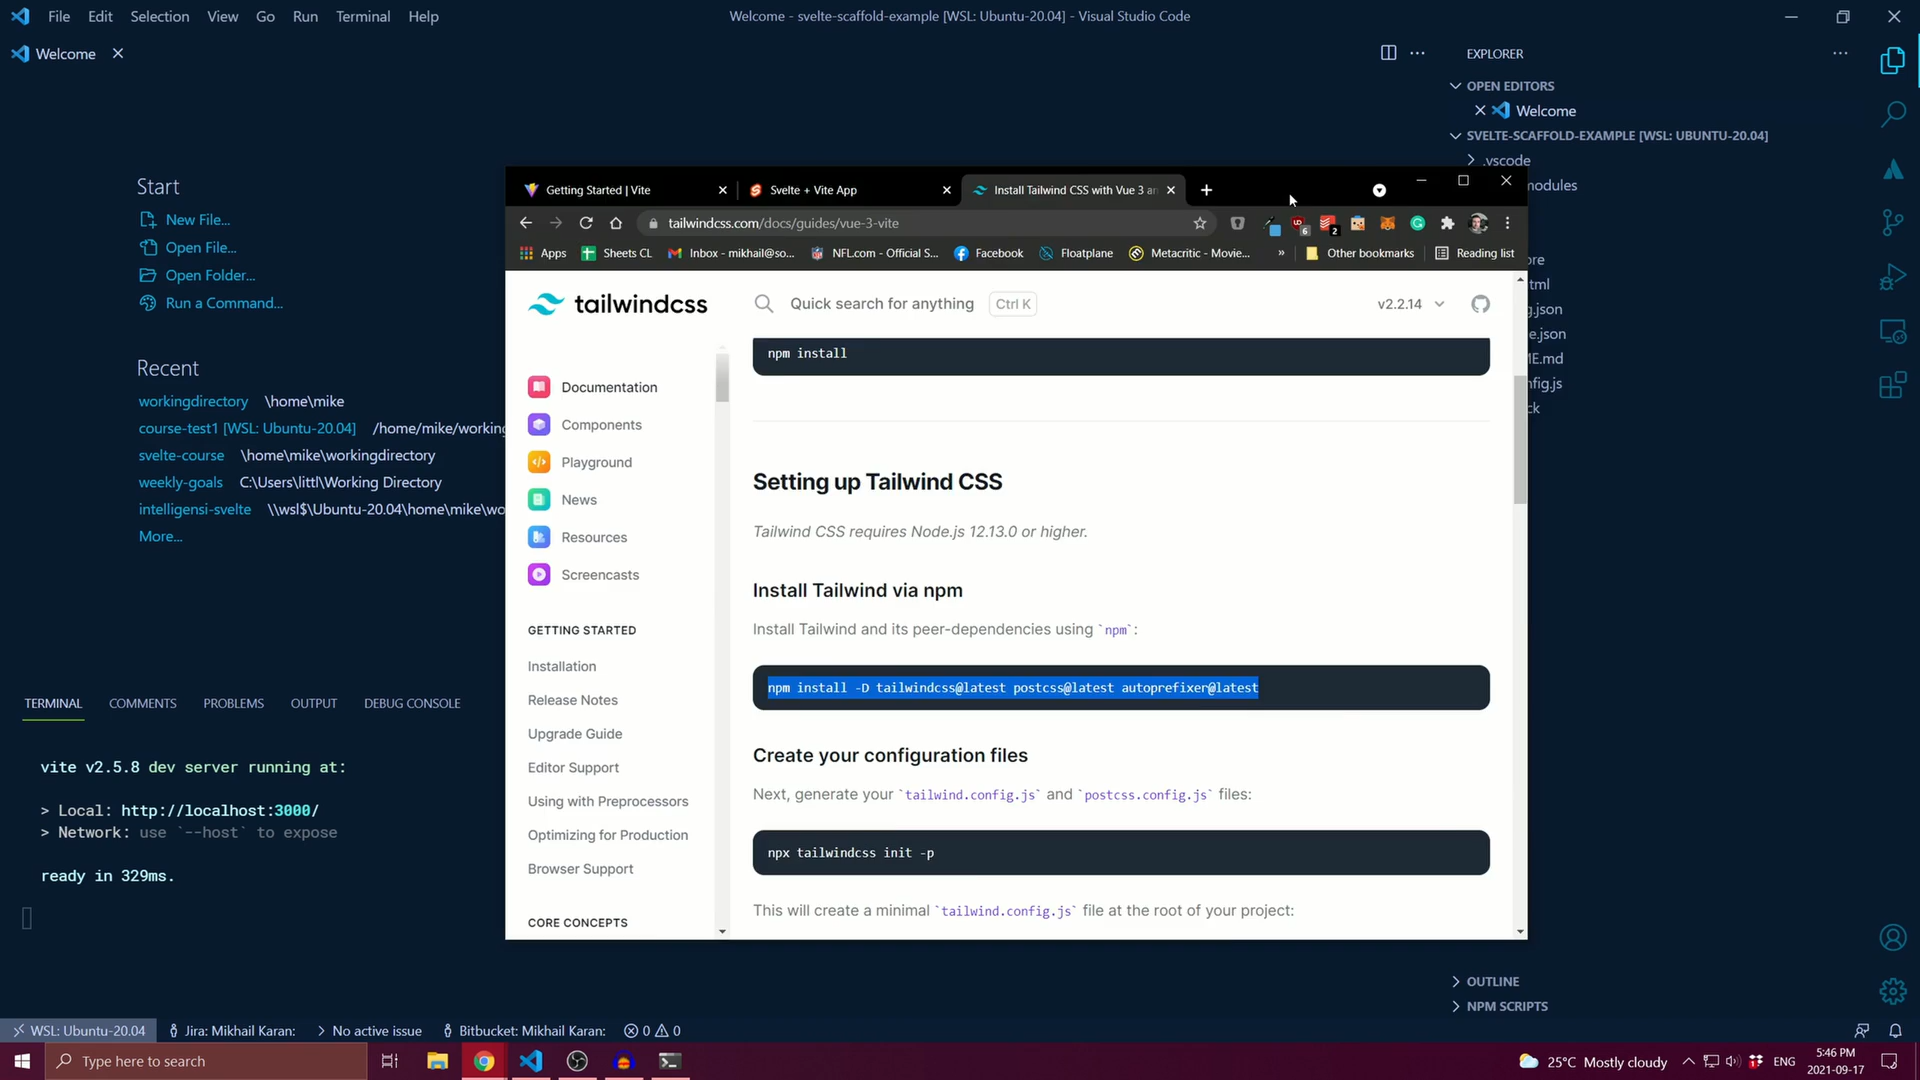 File Edit Selection View Go Run Terminal Help
Welcome - svelte-scaffold-example [WSL: Ubuntu-20.04] - Visual Studio Code
Welcome
Start
New File...
Open File...
Open Folder...
Run a Command...
Recent
workingdirectory \home\mike
course-test1 [WSL: Ubuntu-20.04] /home/mike/working
svelte-course \home\mike\workingdirectory
weekly-goals C:\Users\littl\Working Directory
intelligensi-svelte \\wsl$\Ubuntu-20.04\home\mike\wo
More...
TERMINAL COMMENTS PROBLEMS OUTPUT DEBUG CONSOLE
vite v2.5.8 dev server running at:
> Local: http://localhost:3000/
> Network: use `--host` to expose
ready in 329ms.
Getting Started | Vite
Svelte + Vite App
Install Tailwind CSS with Vue 3 an
tailwindcss.com/docs/guides/vue-3-vite
6
2
Apps Sheets CL Inbox - mikhail@so... NFL.com - Official S... Facebook Floatplane Metacritic - Movie... » Other bookmarks Reading list
tailwindcss
Quick search for anything Ctrl K
v2.2.14
Documentation
Components
Playground
News
Resources
Screencasts
GETTING STARTED
Installation
Release Notes
Upgrade Guide
Editor Support
Using with Preprocessors
Optimizing for Production
Browser Support
CORE CONCEPTS
npm install
Setting up Tailwind CSS
Tailwind CSS requires Node.js 12.13.0 or higher.
Install Tailwind via npm
Install Tailwind and its peer-dependencies using `npm`:
npm install -D tailwindcss@latest postcss@latest autoprefixer@latest
Create your configuration files
Next, generate your `tailwind.config.js` and `postcss.config.js` files:
npx tailwindcss init -p
This will create a minimal `tailwind.config.js` file at the root of your project:
EXPLORER
OPEN EDITORS
Welcome
SVELTE-SCAFFOLD-EXAMPLE [WSL: UBUNTU-20.04]
.vscode
modules
ore
tml
g.json
e.json
E.md
nfig.js
ck
OUTLINE
NPM SCRIPTS
WSL: Ubuntu-20.04 Jira: Mikhail Karan: No active issue Bitbucket: Mikhail Karan: 0 0
Type here to search
25°C Mostly cloudy
ENG
5:46 PM
2021-09-17